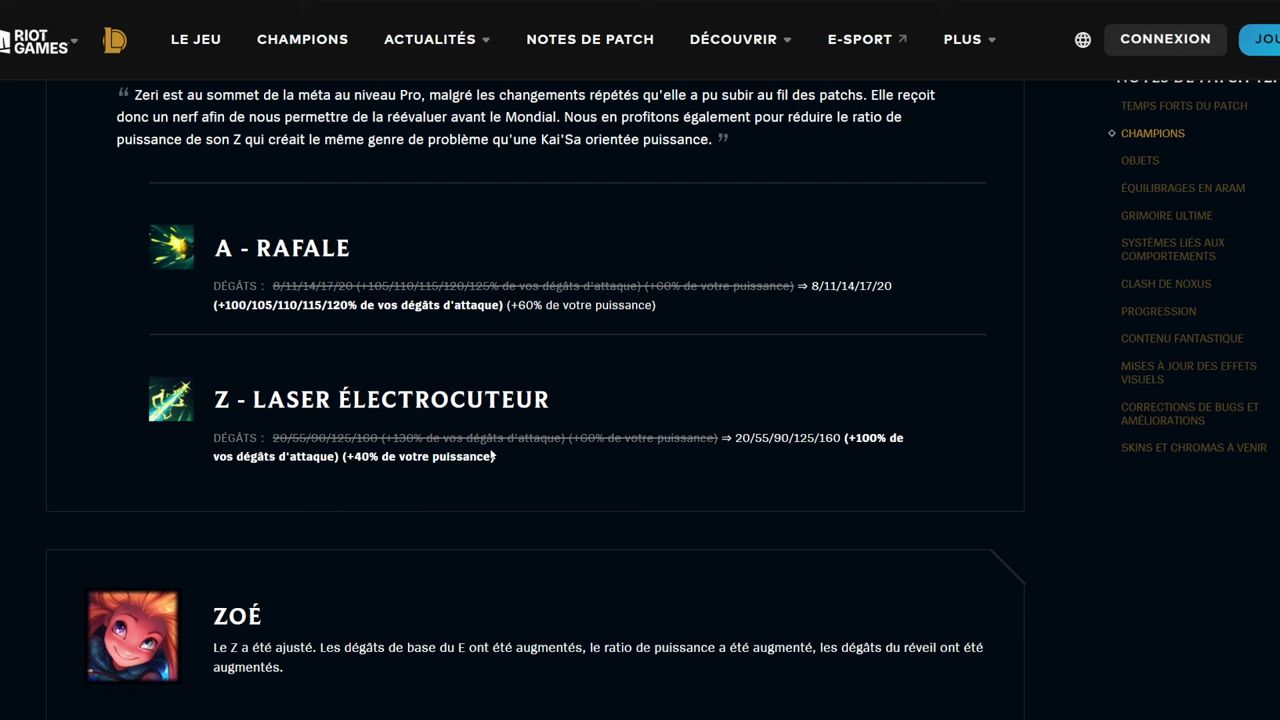 RIOT GAMES
LE JEU
CHAMPIONS
ACTUALITÉS
NOTES DE PATCH
DÉCOUVRIR
E-SPORT
PLUS
CONNEXION
JOU
“ Zeri est au sommet de la méta au niveau Pro, malgré les changements répétés qu'elle a pu subir au fil des patchs. Elle reçoit
donc un nerf afin de nous permettre de la réévaluer avant le Mondial. Nous en profitons également pour réduire le ratio de
puissance de son Z qui créait le même genre de problème qu'une Kai'Sa orientée puissance. ”
A - RAFALE
DÉGÂTS : 8/11/14/17/20 (+105/110/115/120/125% de vos dégâts d'attaque) (+60% de votre puissance) ⇒ 8/11/14/17/20
(+100/105/110/115/120% de vos dégâts d'attaque) (+60% de votre puissance)
Z - LASER ÉLECTROCUTEUR
DÉGÂTS : 20/55/90/125/160 (+130% de vos dégâts d'attaque) (+60% de votre puissance) ⇒ 20/55/90/125/160 (+100% de
vos dégâts d'attaque) (+40% de votre puissance)
ZOÉ
Le Z a été ajusté. Les dégâts de base du E ont été augmentés, le ratio de puissance a été augmenté, les dégâts du réveil ont été
augmentés.
TEMPS FORTS DU PATCH
CHAMPIONS
OBJETS
ÉQUILIBRAGES EN ARAM
GRIMOIRE ULTIME
SYSTÈMES LIÉS AUX
COMPORTEMENTS
CLASH DE NOXUS
PROGRESSION
CONTENU FANTASTIQUE
MISES À JOUR DES EFFETS
VISUELS
CORRECTIONS DE BUGS ET
AMÉLIORATIONS
SKINS ET CHROMAS À VENIR